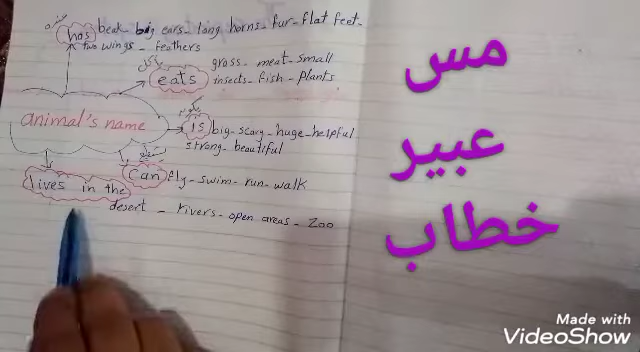 has beak big ears - long horns - fur - flat feet -
two wings - feathers
eats grass - meat - small
insects - fish - plants
animal's name
is big - scary - huge - helpful
strong - beautiful
can fly - swim - run - walk
lives in the
desert - rivers - open areas - Zoo
مس
عبير
خطاب
Made with
VideoShow